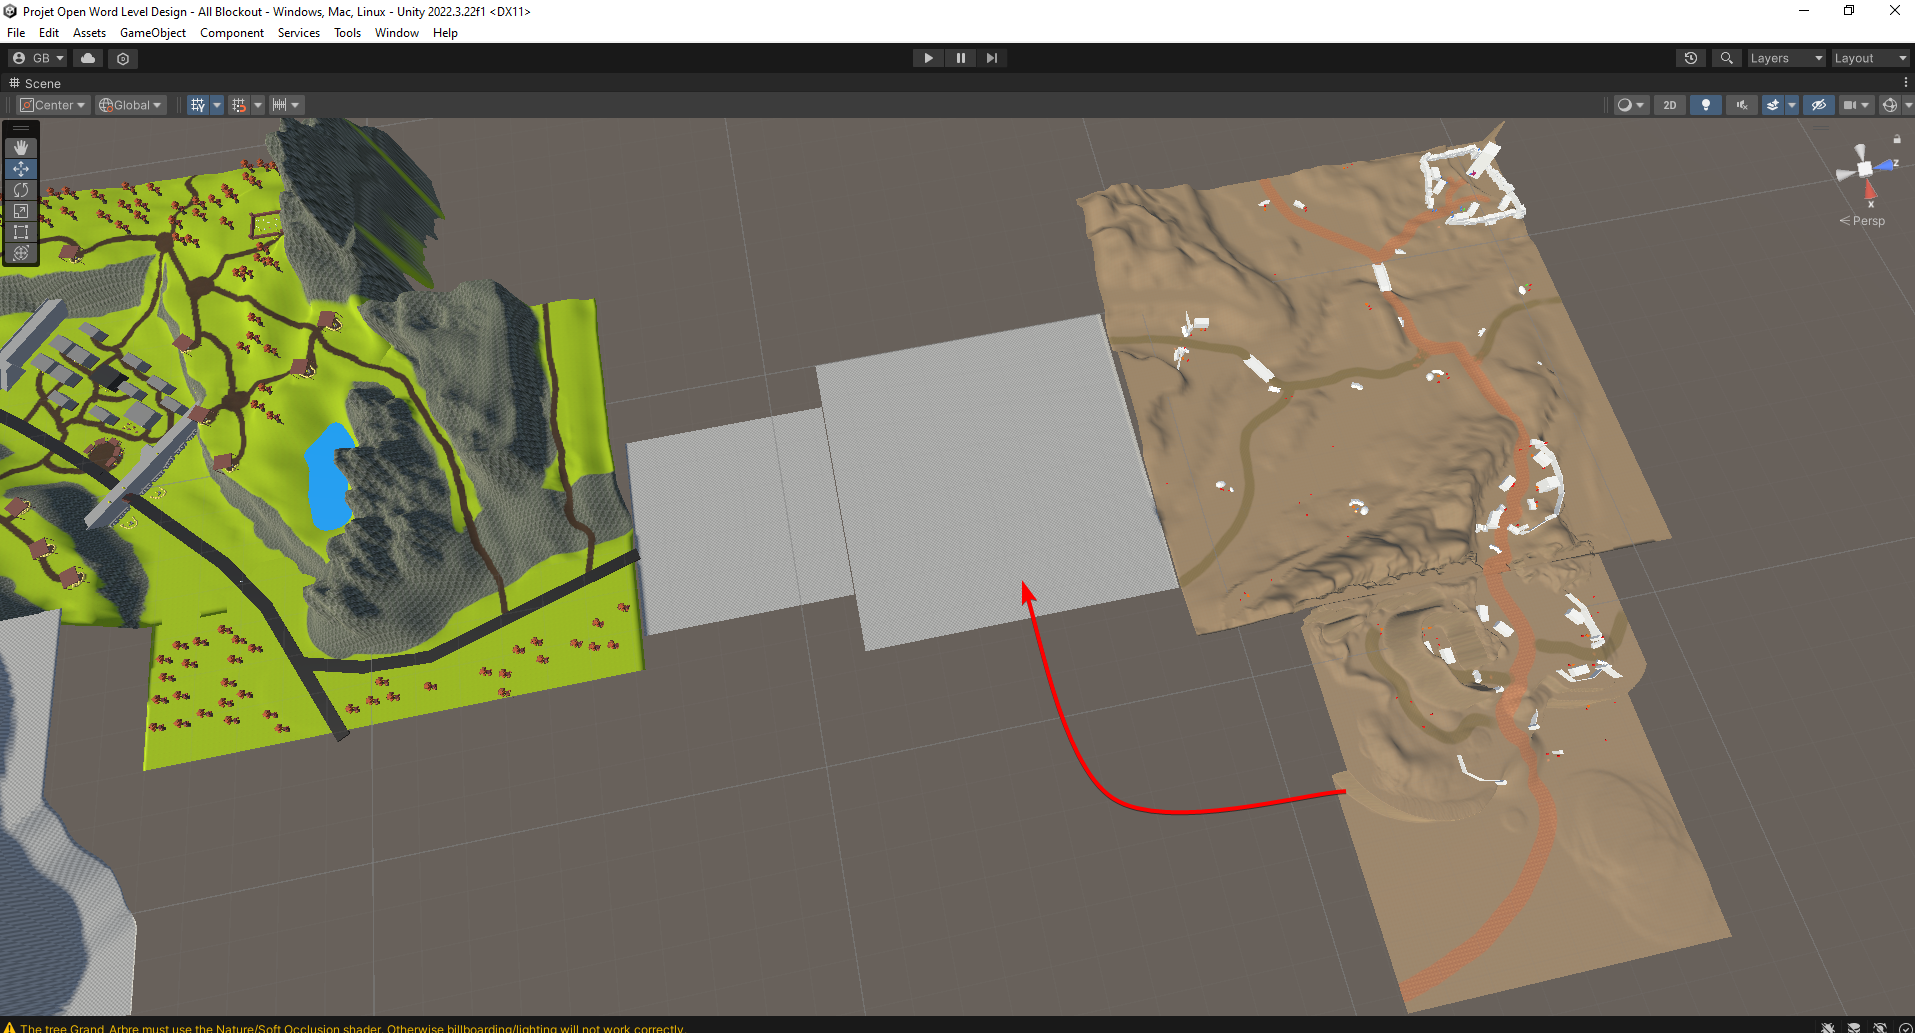 Projet Open Word Level Design - All Blockout - Windows, Mac, Linux - Unity 2022.3.22f1 <DX11>
File Edit Assets GameObject Component Services Tools Window Help
GB Layers Layout
Scene
Center Global 2D
z
x
Persp
The tree Grand_Arbre must use the Nature/Soft Occlusion shader. Otherwise billboarding/lighting will not work correctly.